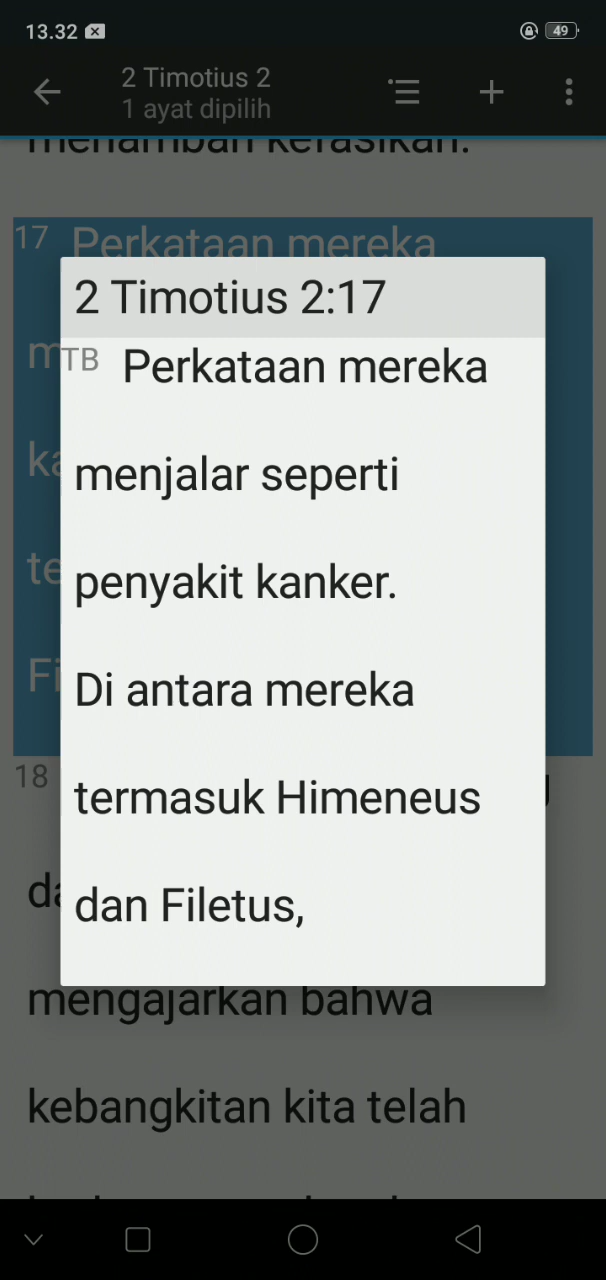 13.32
49
2 Timotius 2
1 ayat dipilih
menambah kefasikan.
17 Perkataan mereka
2 Timotius 2:17
TB Perkataan mereka
menjalar seperti
penyakit kanker.
Di antara mereka
termasuk Himeneus
dan Filetus,
18
mengajarkan bahwa
kebangkitan kita telah